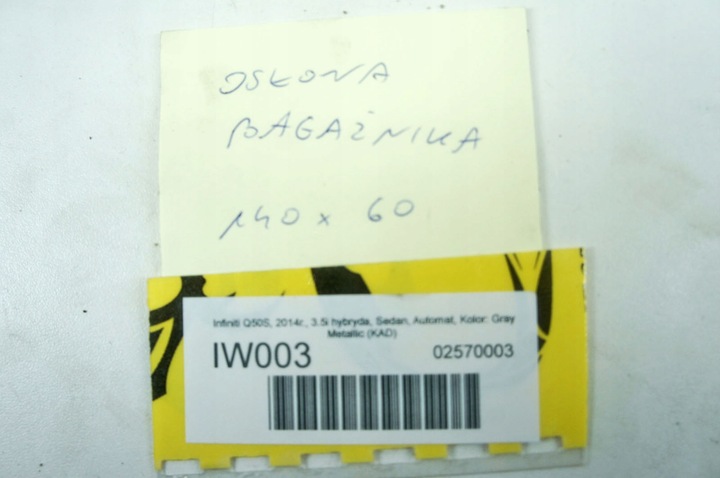 OSŁONA
BAGAŻNIKA
140 x 60
Infiniti Q50S, 2014r., 3.5i hybryda, Sedan, Automat, Kolor: Gray
Metallic (KAD)
IW003
02570003